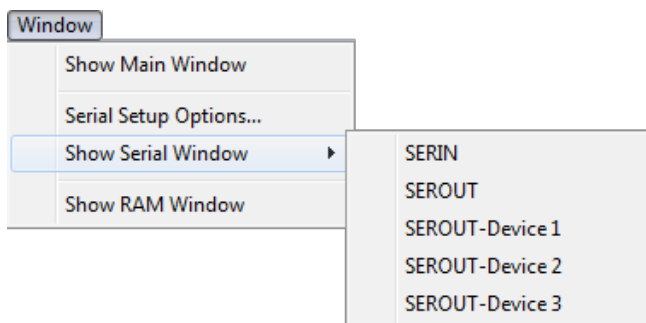 Window
Show Main Window
Serial Setup Options...
Show Serial Window
Show RAM Window
SERIN
SEROUT
SEROUT-Device 1
SEROUT-Device 2
SEROUT-Device 3